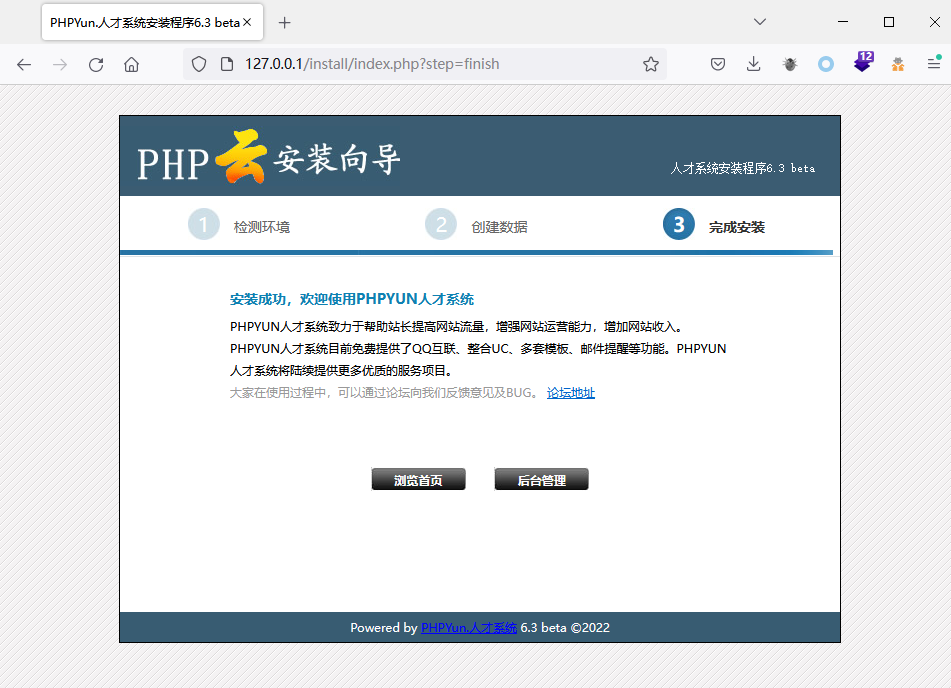 PHPYun.人才系统安装程序6.3 beta
127.0.0.1/install/index.php?step=finish
12
PHP云安装向导
人才系统安装程序6.3 beta
1 检测环境
2 创建数据
3 完成安装
安装成功，欢迎使用PHPYUN人才系统
PHPYUN人才系统致力于帮助站长提高网站流量，增强网站运营能力，增加网站收入。
PHPYUN人才系统目前免费提供了QQ互联、整合UC、多套模板、邮件提醒等功能。PHPYUN
人才系统将陆续提供更多优质的服务项目。
大家在使用过程中，可以通过论坛向我们反馈意见及BUG。 论坛地址
浏览首页
后台管理
Powered by PHPYun.人才系统 6.3 beta ©2022